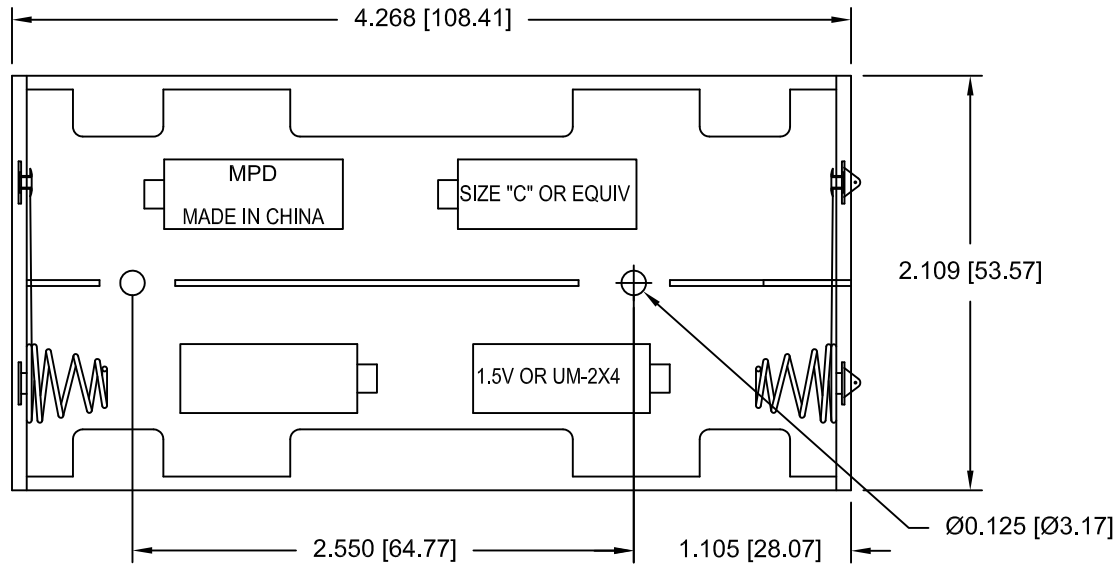 4.268 [108.41]
MPD
MADE IN CHINA
SIZE "C" OR EQUIV
2.109 [53.57]
1.5V OR UM-2X4
Ø0.125 [Ø3.17]
2.550 [64.77]
1.105 [28.07]